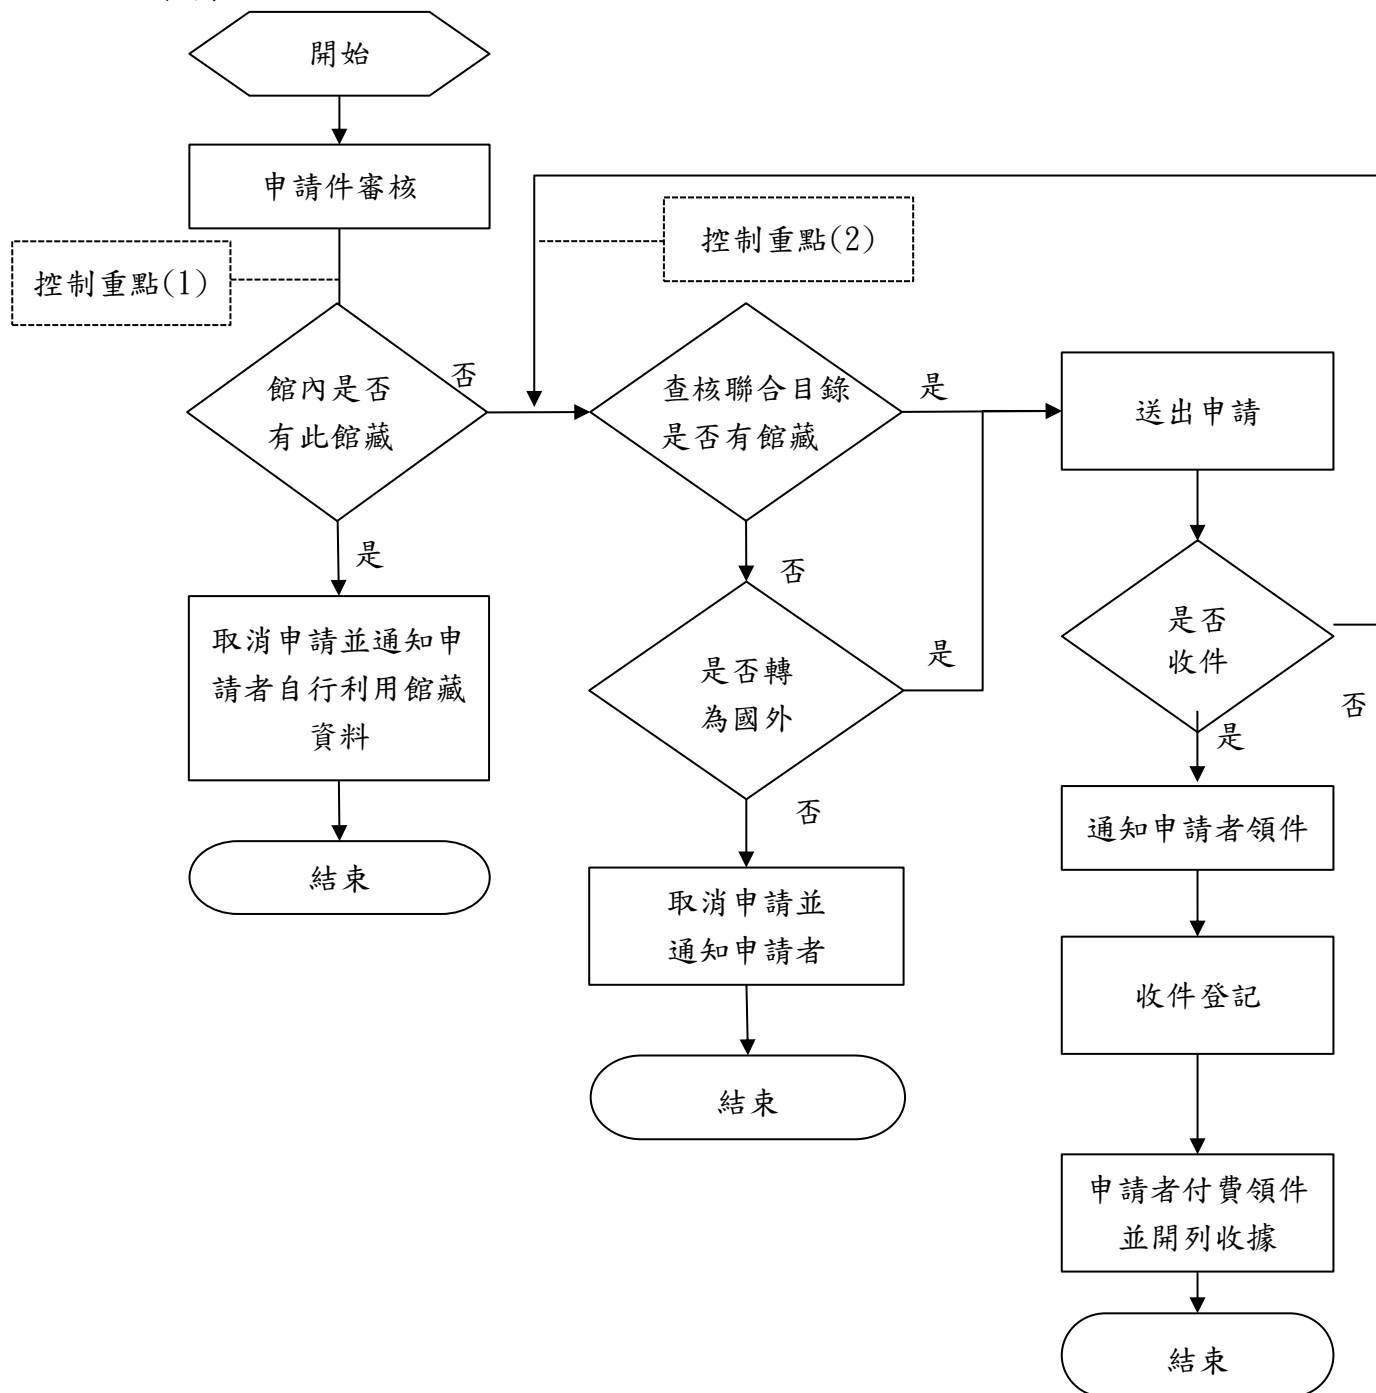 開始
申請件審核
控制重點(1)
控制重點(2)
館內是否
有此館藏
否
查核聯合目錄
是否有館藏
是
送出申請
是
否
取消申請並通知申
請者自行利用館藏
資料
是否轉
為國外
是
是否
收件
否
是
結束
否
取消申請並
通知申請者
結束
通知申請者領件
收件登記
申請者付費領件
並開列收據
結束